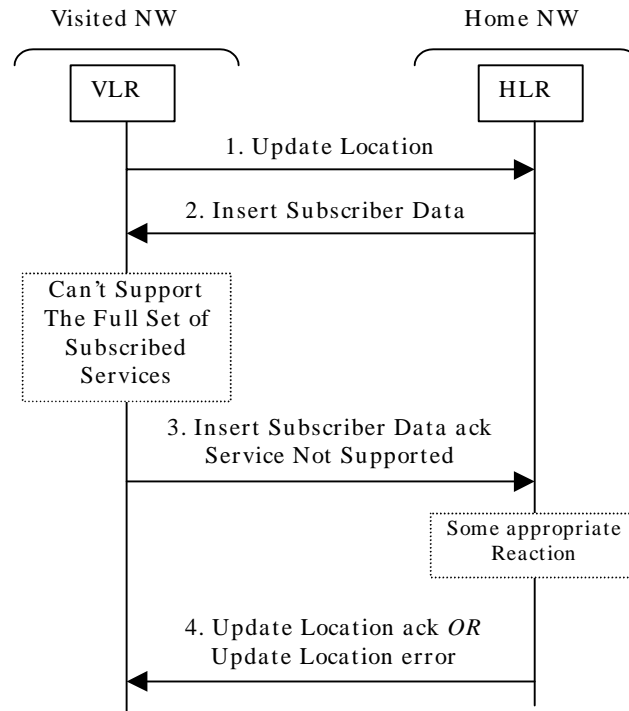 Visited NW
Home NW
VLR
HLR
1. Update Location
2. Insert Subscriber Data
Can't Support
The Full Set of
Subscribed
Services
3. Insert Subscriber Data ack
Service Not Supported
Some appropriate
Reaction
4. Update Location ack OR
Update Location error